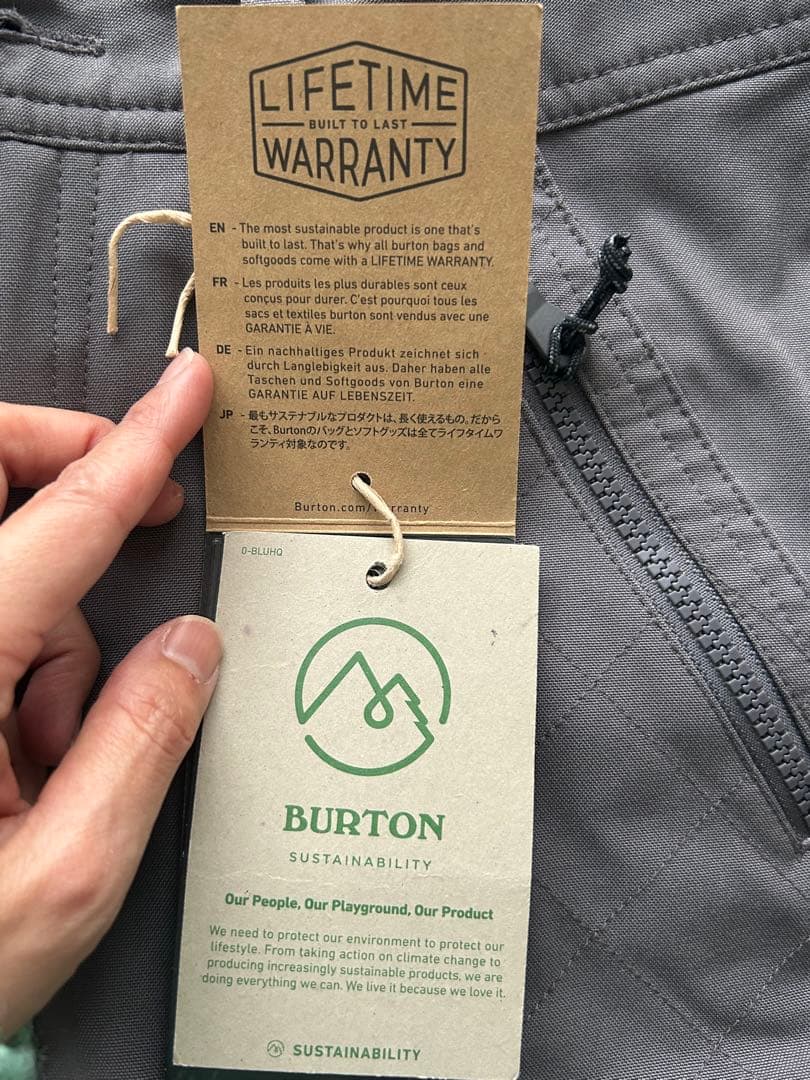 LIFETIME
BUILT TO LAST
WARRANTY
EN - The most sustainable product is one that's
built to last. That's why all burton bags and
softgoods come with a LIFETIME WARRANTY.
FR - Les produits les plus durables sont ceux
conçus pour durer. C'est pourquoi tous les
sacs et textiles burton sont vendus avec une
GARANTIE À VIE.
DE - Ein nachhaltiges Produkt zeichnet sich
durch Langlebigkeit aus. Daher haben alle
Taschen und Softgoods von Burton eine
GARANTIE AUF LEBENSZEIT.
JP - 最もサステナブルなプロダクトは、長く使えるもの。だから
こそ、Burtonのバッグとソフトグッズは全てライフタイムワ
ランティ対象なのです。
Burton.com/warranty
D-BLUHQ
BURTON
SUSTAINABILITY
Our People, Our Playground, Our Product
We need to protect our environment to protect our
lifestyle. From taking action on climate change to
producing increasingly sustainable products, we are
doing everything we can. We live it because we love it.
SUSTAINABILITY